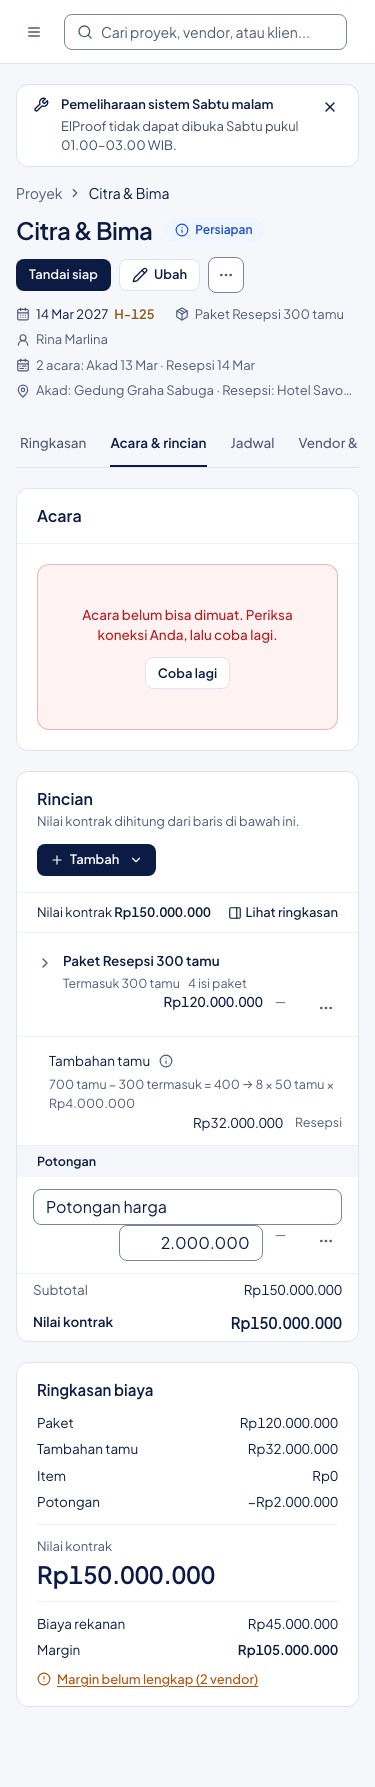 Cari proyek, vendor, atau klien...
Pemeliharaan sistem Sabtu malam
ElProof tidak dapat dibuka Sabtu pukul
01.00–03.00 WIB.
Proyek > Citra & Bima
Citra & Bima Persiapan
Tandai siap Ubah ...
14 Mar 2027 H-125 Paket Resepsi 300 tamu
Rina Marlina
2 acara: Akad 13 Mar · Resepsi 14 Mar
Akad: Gedung Graha Sabuga · Resepsi: Hotel Savo...
Ringkasan Acara & rincian Jadwal Vendor &
Acara
Acara belum bisa dimuat. Periksa
koneksi Anda, lalu coba lagi.
Coba lagi
Rincian
Nilai kontrak dihitung dari baris di bawah ini.
+ Tambah
Nilai kontrak Rp150.000.000 Lihat ringkasan
Paket Resepsi 300 tamu
Termasuk 300 tamu 4 isi paket
Rp120.000.000 — ...
Tambahan tamu
700 tamu − 300 termasuk = 400 → 8 × 50 tamu ×
Rp4.000.000
Rp32.000.000 Resepsi
Potongan
Potongan harga
2.000.000 — ...
Subtotal Rp150.000.000
Nilai kontrak Rp150.000.000
Ringkasan biaya
Paket Rp120.000.000
Tambahan tamu Rp32.000.000
Item Rp0
Potongan −Rp2.000.000
Nilai kontrak
Rp150.000.000
Biaya rekanan Rp45.000.000
Margin Rp105.000.000
Margin belum lengkap (2 vendor)